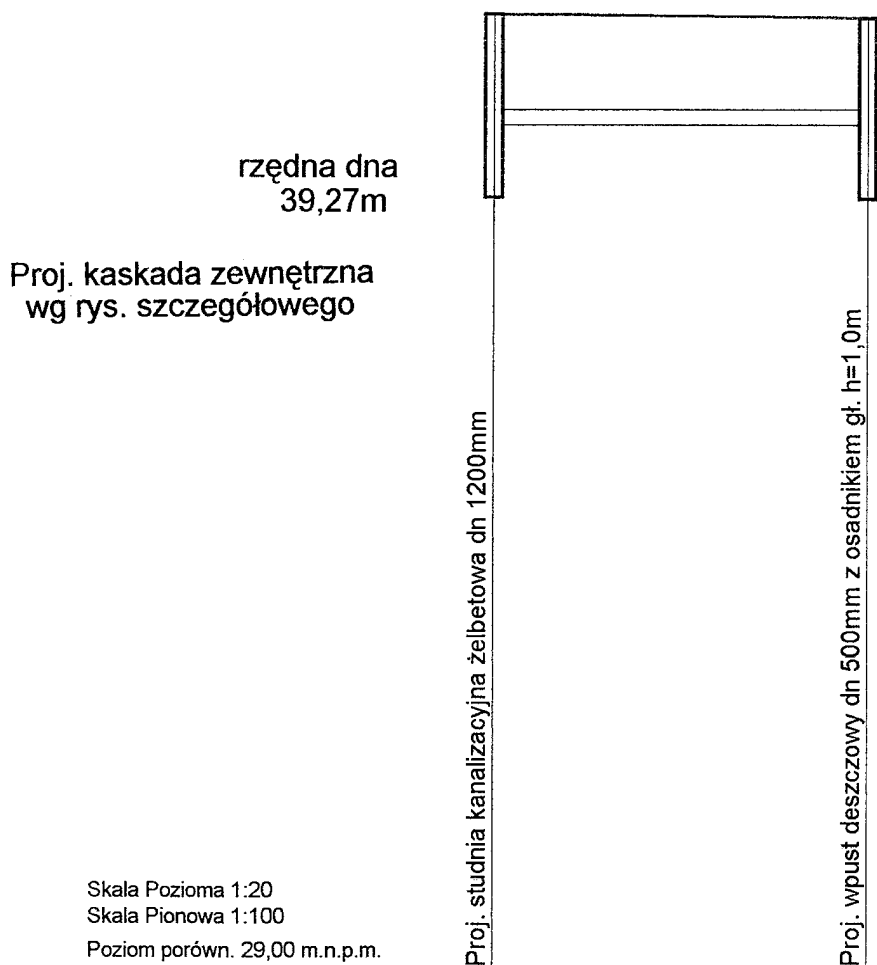 rzędna dna
39,27m
Proj. kaskada zewnętrzna
wg rys. szczegółowego
Proj. studnia kanalizacyjna żelbetowa dn 1200mm
Proj. wpust deszczowy dn 500mm z osadnikiem gł. h=1,0m
Skala Pozioma 1:20
Skala Pionowa 1:100
Poziom porówn. 29,00 m.n.p.m.